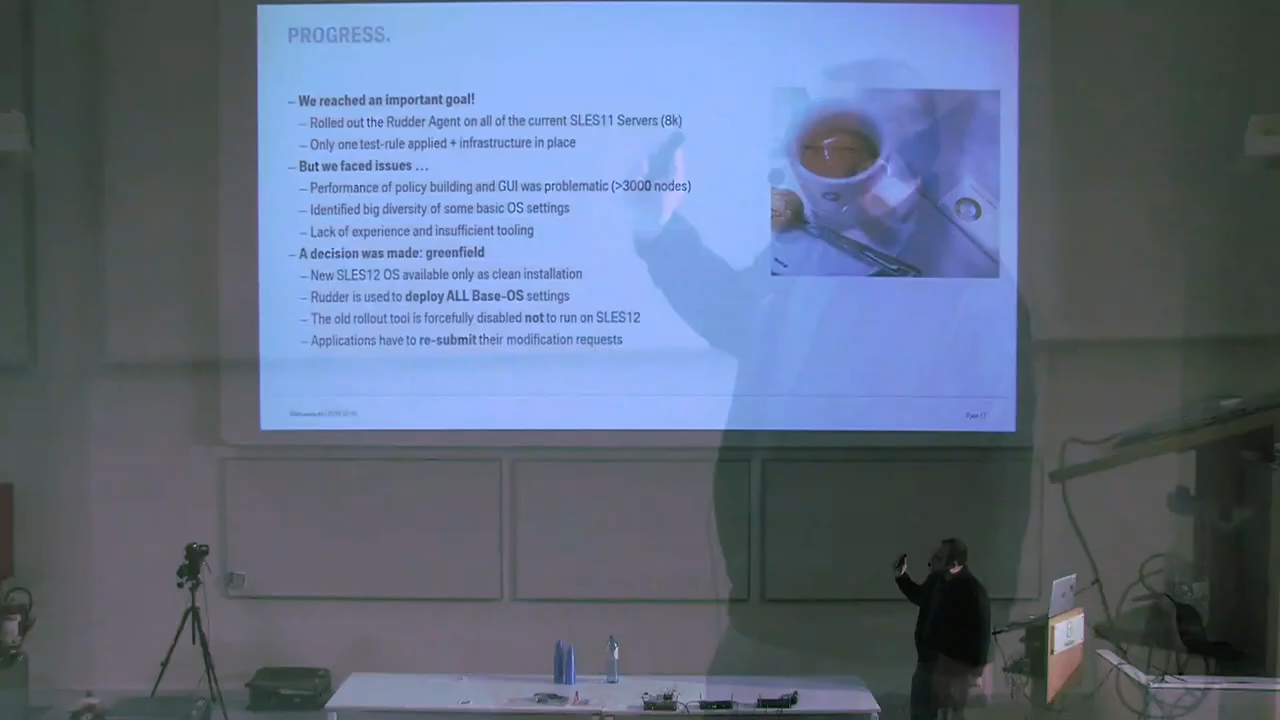 PROGRESS.
– We reached an important goal!
– Rolled out the Rudder Agent on all of the current SLES11 Servers (8k)
– Only one test-rule applied + infrastructure in place
– But we faced issues …
– Performance of policy building and GUI was problematic (>3000 nodes)
– Identified big diversity of some basic OS settings
– Lack of experience and insufficient tooling
– A decision was made: greenfield
– New SLES12 OS available only as clean installation
– Rudder is used to deploy ALL Base-OS settings
– The old rollout tool is forcefully disabled not to run on SLES12
– Applications have to re-submit their modification requests